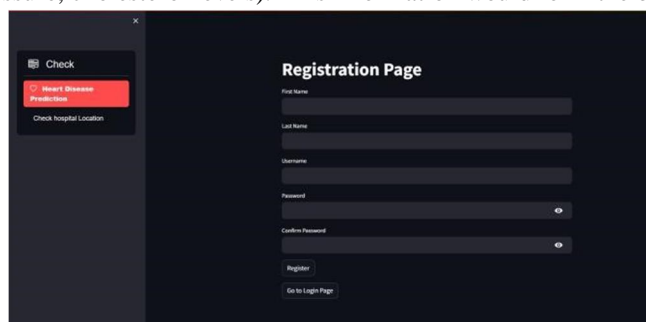 Check
Heart Disease
Prediction
Check hospital Location
Registration Page
First Name
Last Name
Username
Password
Confirm Password
Register
Go to Login Page